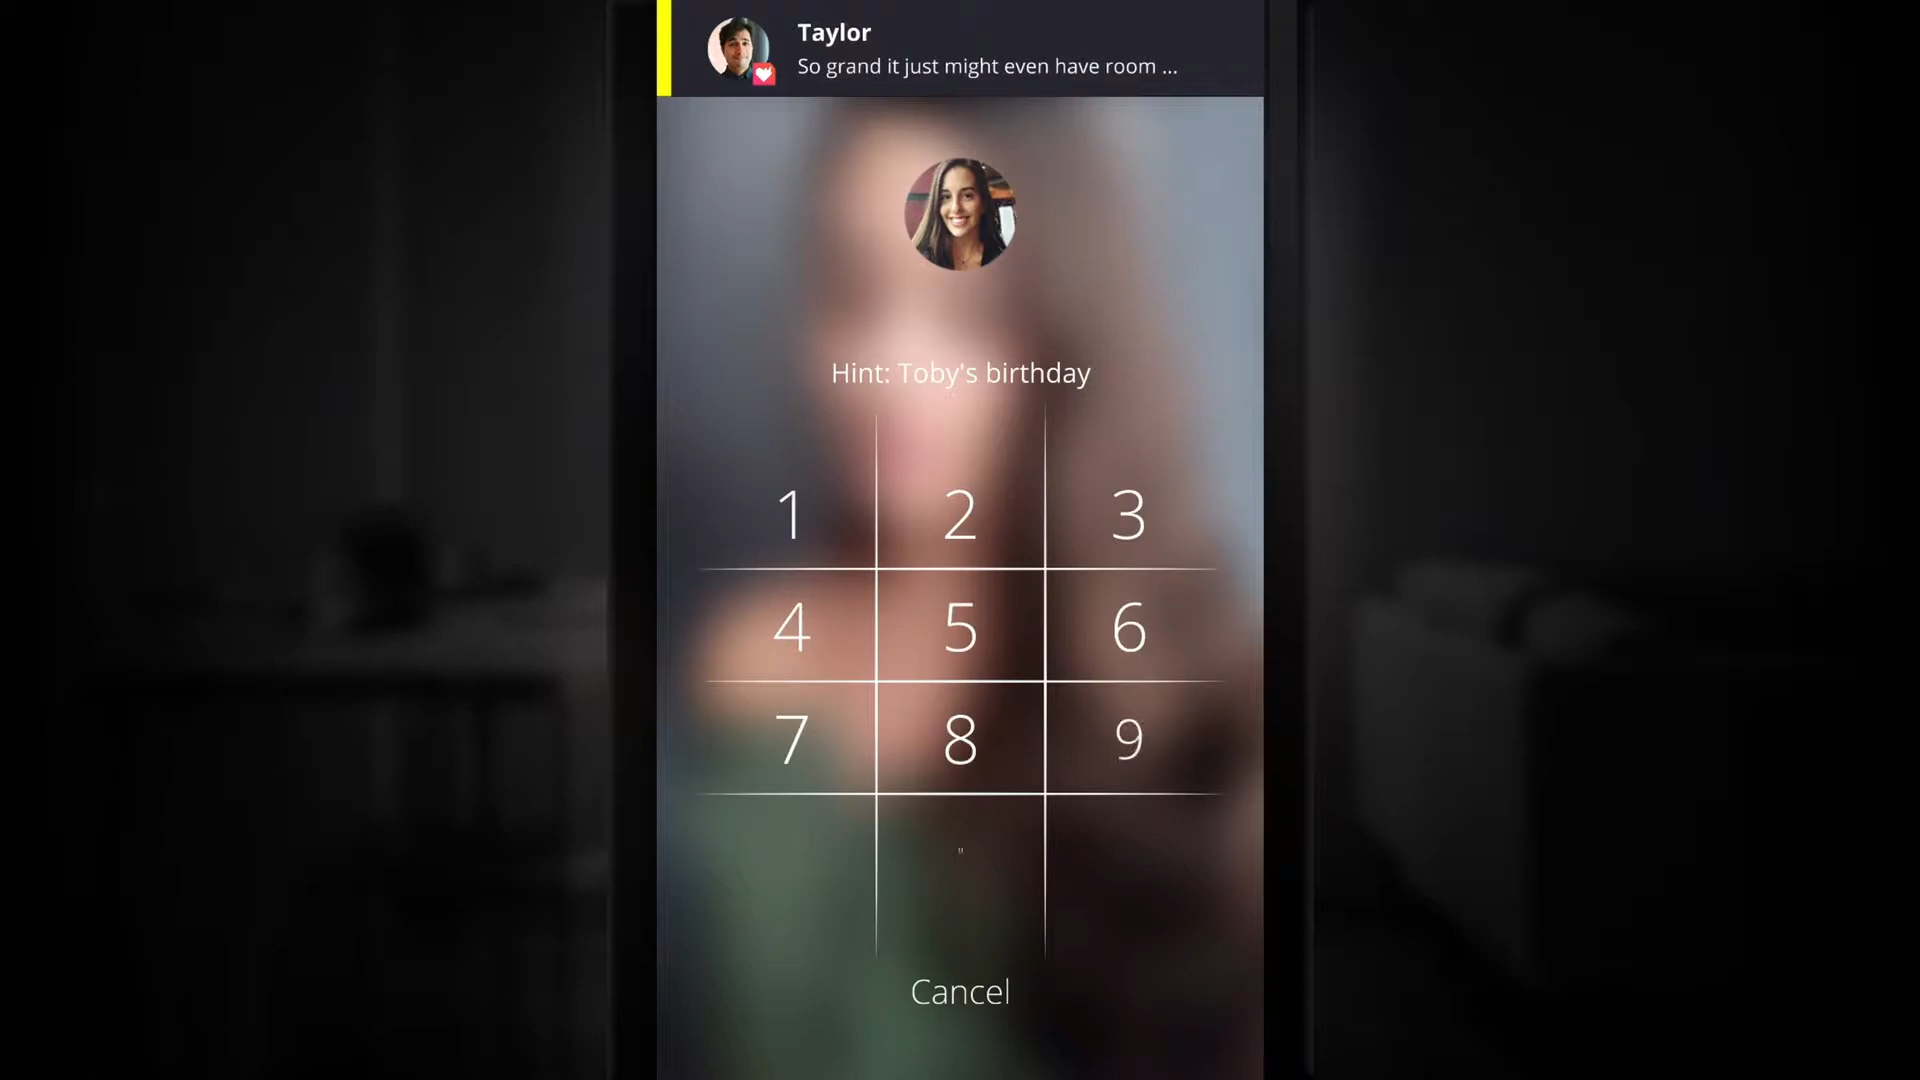 Taylor
So grand it just might even have room ...
Hint: Toby's birthday
1 2 3
4 5 6
7 8 9
Cancel